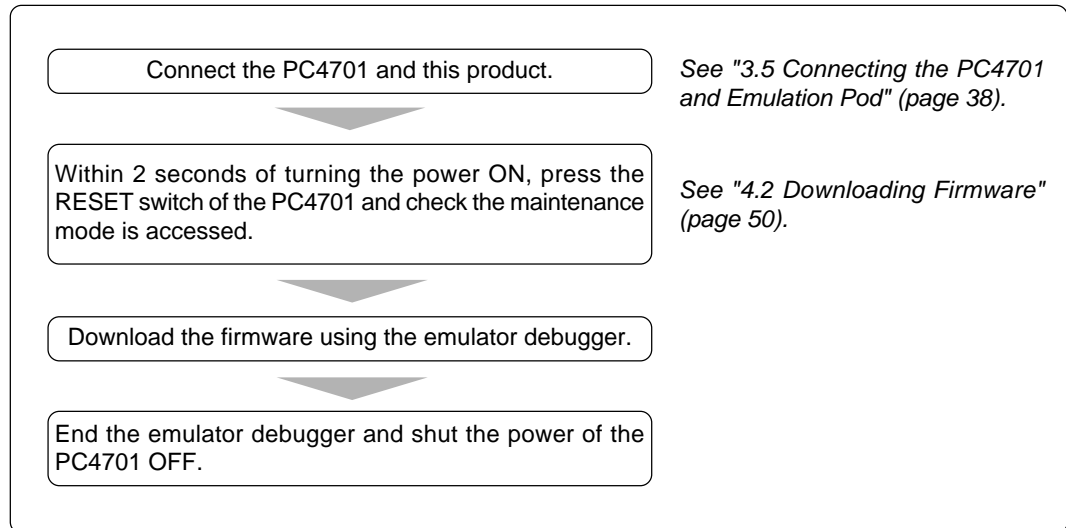 Connect the PC4701 and this product.
See "3.5 Connecting the PC4701
and Emulation Pod" (page 38).
Within 2 seconds of turning the power ON, press the
RESET switch of the PC4701 and check the maintenance
mode is accessed.
See "4.2 Downloading Firmware"
(page 50).
Download the firmware using the emulator debugger.
End the emulator debugger and shut the power of the
PC4701 OFF.